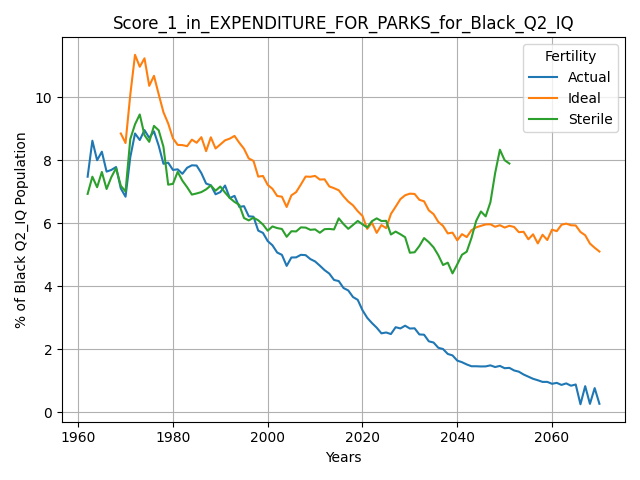 Score_1_in_EXPENDITURE_FOR_PARKS_for_Black_Q2_IQ
Fertility
Actual
Ideal
Sterile
% of Black Q2_IQ Population
10
8
6
4
2
0
1960
1980
2000
2020
2040
2060
Years